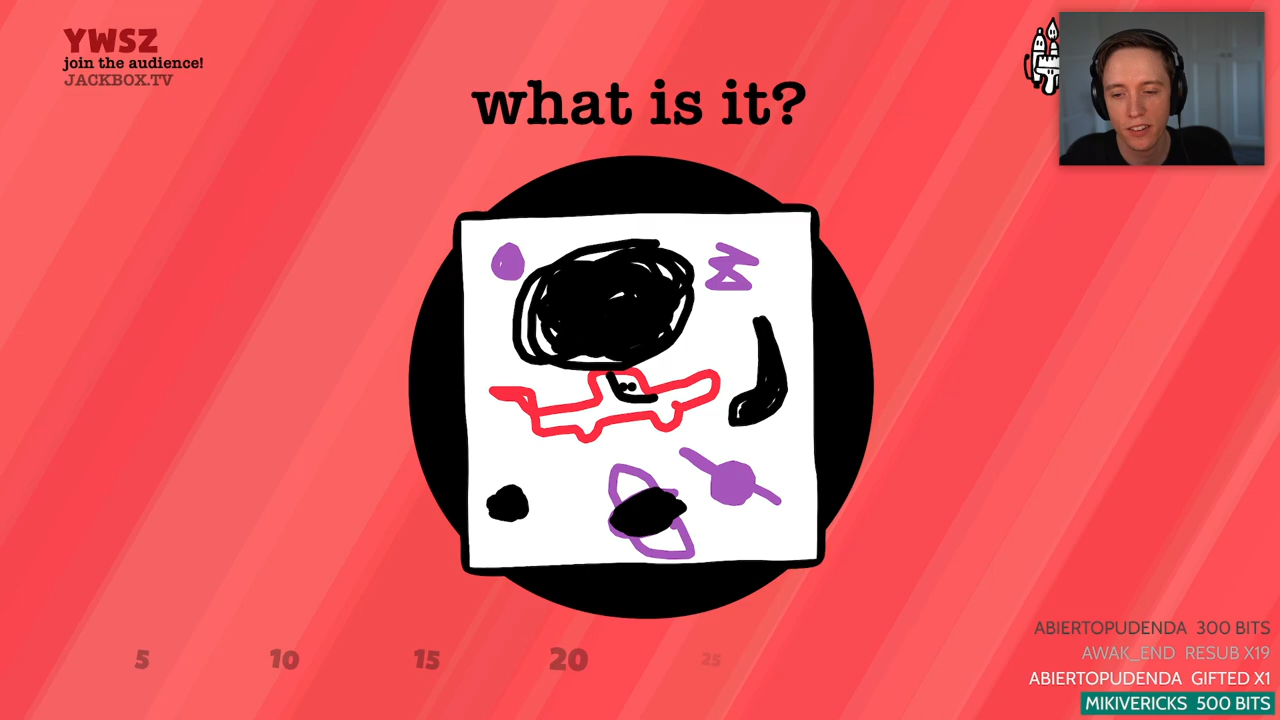 YWSZ
join the audience!
JACKBOX.TV
what is it?
5 10 15 20 25
ABIERTOPUDENDA 300 BITS
AWAK_END RESUB X19
ABIERTOPUDENDA GIFTED X1
MIKIVERICKS 500 BITS